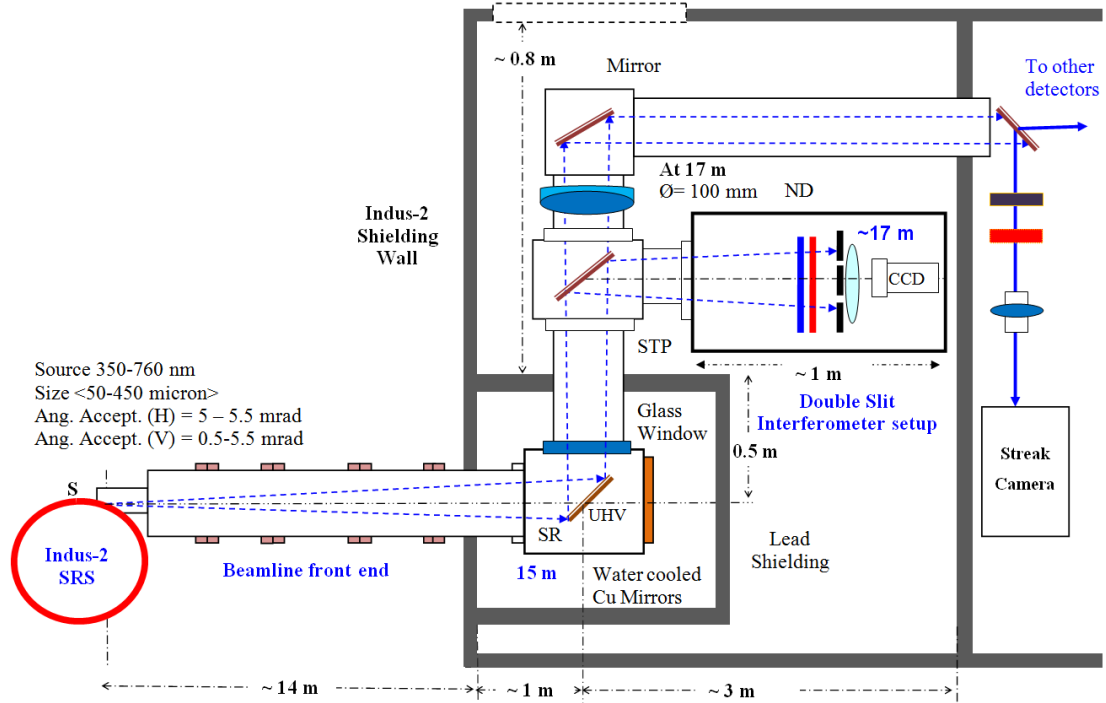 ~ 0.8 m
Mirror
To other
detectors
At 17 m
Ø= 100 mm
ND
Indus-2
Shielding
Wall
~17 m
CCD
STP
~ 1 m
Source 350-760 nm
Size <50-450 micron>
Ang. Accept. (H) = 5 – 5.5 mrad
Ang. Accept. (V) = 0.5-5.5 mrad
Double Slit
Interferometer setup
Glass
Window
0.5 m
Streak
Camera
S
UHV
SR
Indus-2
SRS
Beamline front end
15 m
Water cooled
Cu Mirrors
Lead
Shielding
~ 14 m
~ 1 m
~ 3 m